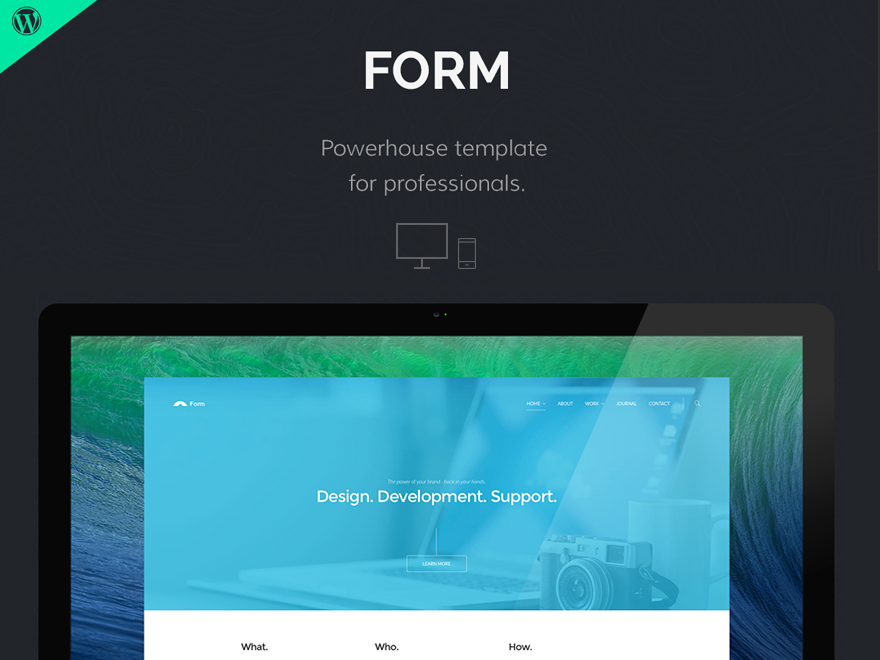 FORM
Powerhouse template
for professionals.
Form
HOME ABOUT WORK JOURNAL CONTACT
The power of your brand - back in your hands.
Design. Development. Support.
LEARN MORE
What. Who. How.